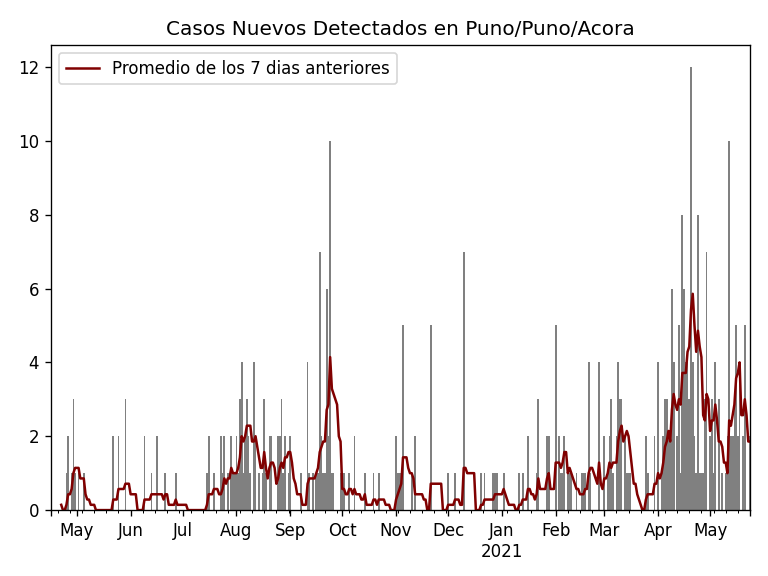 Casos Nuevos Detectados en Puno/Puno/Acora
Promedio de los 7 dias anteriores
12
10
8
6
4
2
0
May Jun Jul Aug Sep Oct Nov Dec Jan Feb Mar Apr May
2021